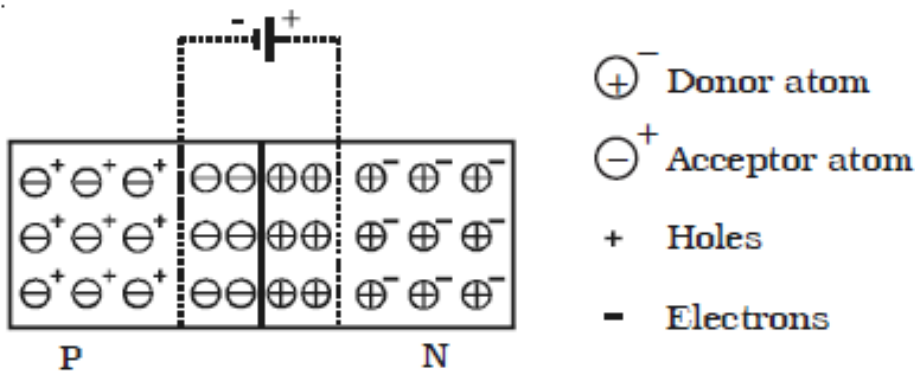 - +
Donor atom
Acceptor atom
+ Holes
- Electrons
P N